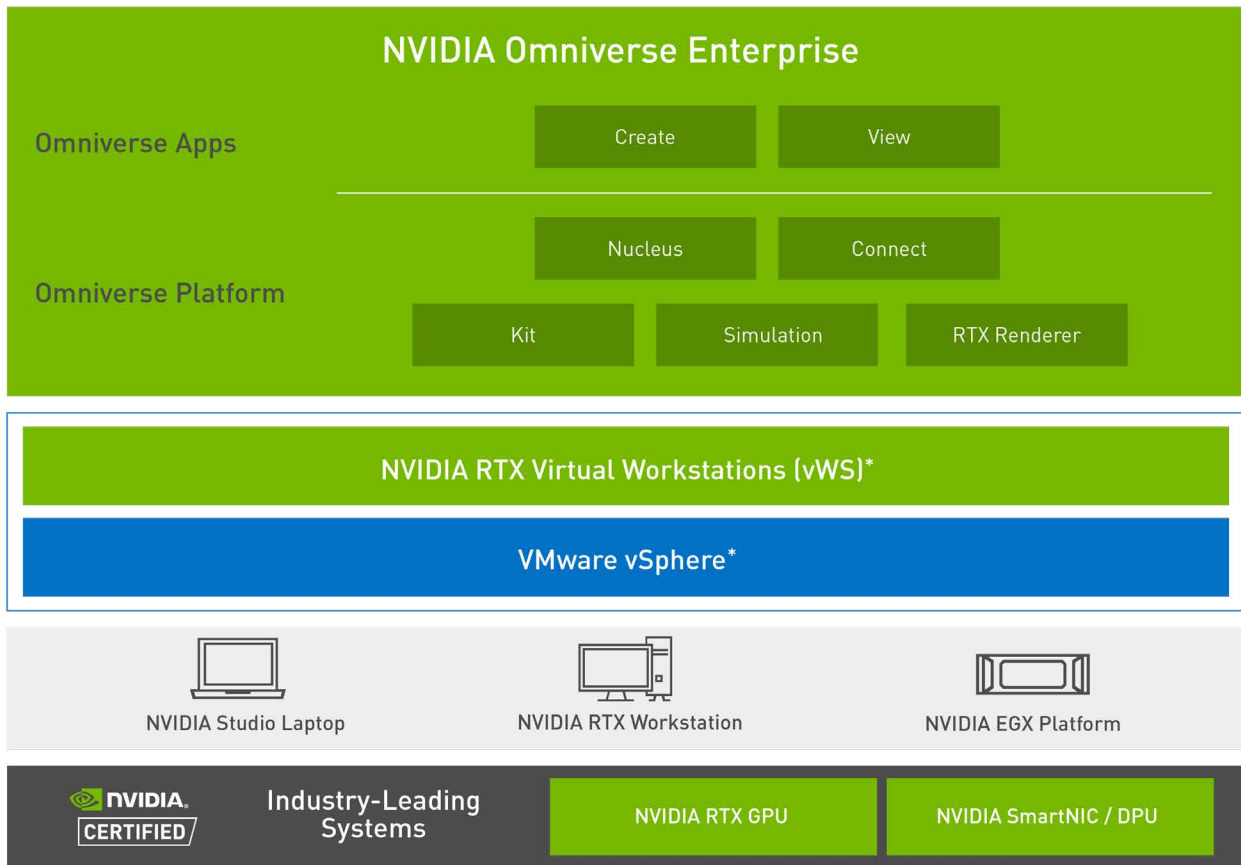 NVIDIA Omniverse Enterprise
Omniverse Apps
Create
View
Omniverse Platform
Nucleus
Connect
Kit
Simulation
RTX Renderer
NVIDIA RTX Virtual Workstations (vWS)*
VMware vSphere*
NVIDIA Studio Laptop
NVIDIA RTX Workstation
NVIDIA EGX Platform
NVIDIA.
CERTIFIED
Industry-Leading
Systems
NVIDIA RTX GPU
NVIDIA SmartNIC / DPU